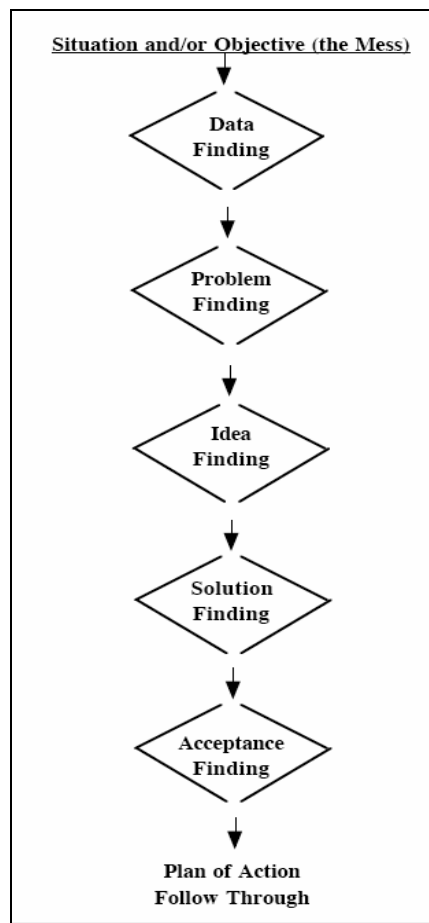 Situation and/or Objective (the Mess)
Data
Finding
Problem
Finding
Idea
Finding
Solution
Finding
Acceptance
Finding
Plan of Action
Follow Through